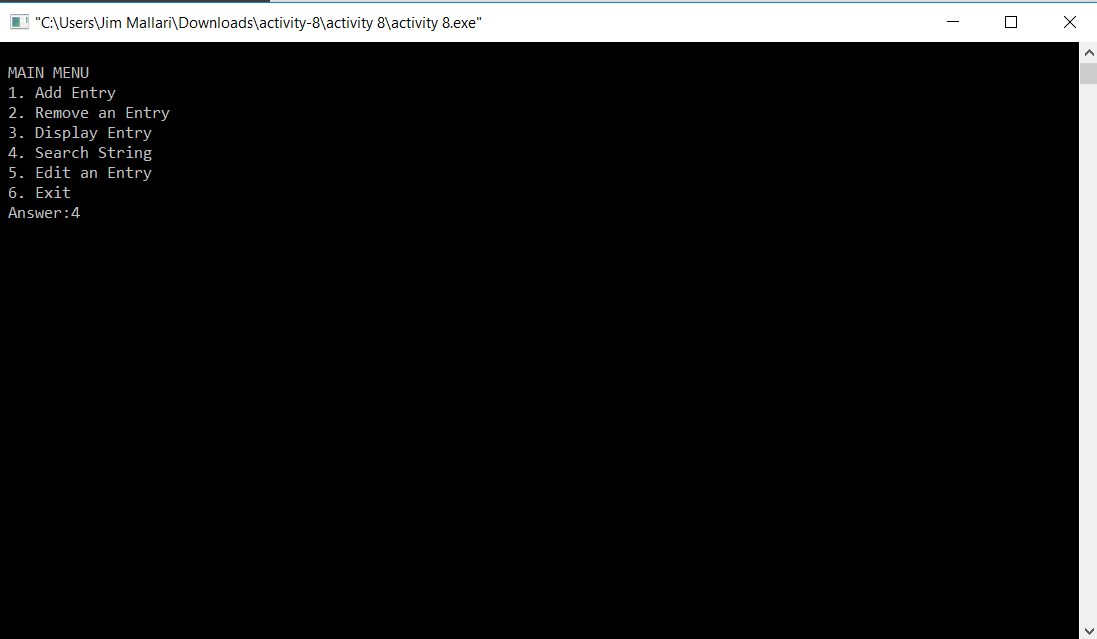 "C:\Users\Jim Mallari\Downloads\activity-8\activity 8\activity 8.exe"
MAIN MENU
1. Add Entry
2. Remove an Entry
3. Display Entry
4. Search String
5. Edit an Entry
6. Exit
Answer:4